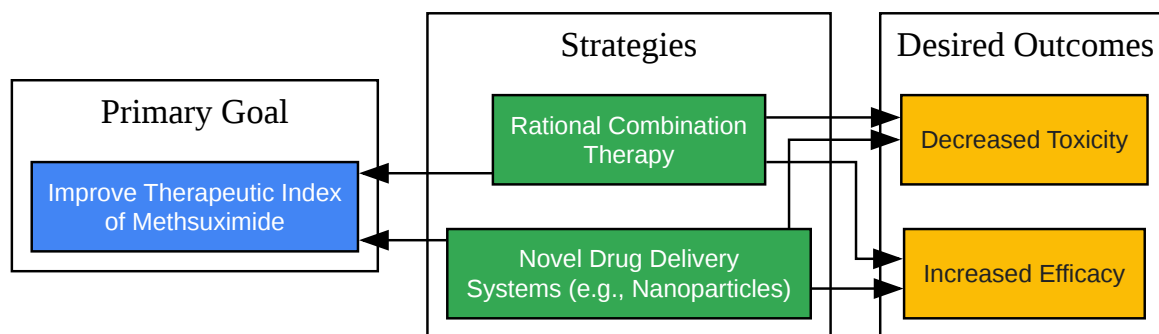 Primary Goal
Improve Therapeutic Index
of Methsuximide
Strategies
Rational Combination
Therapy
Novel Drug Delivery
Systems (e.g., Nanoparticles)
Desired Outcomes
Decreased Toxicity
Increased Efficacy